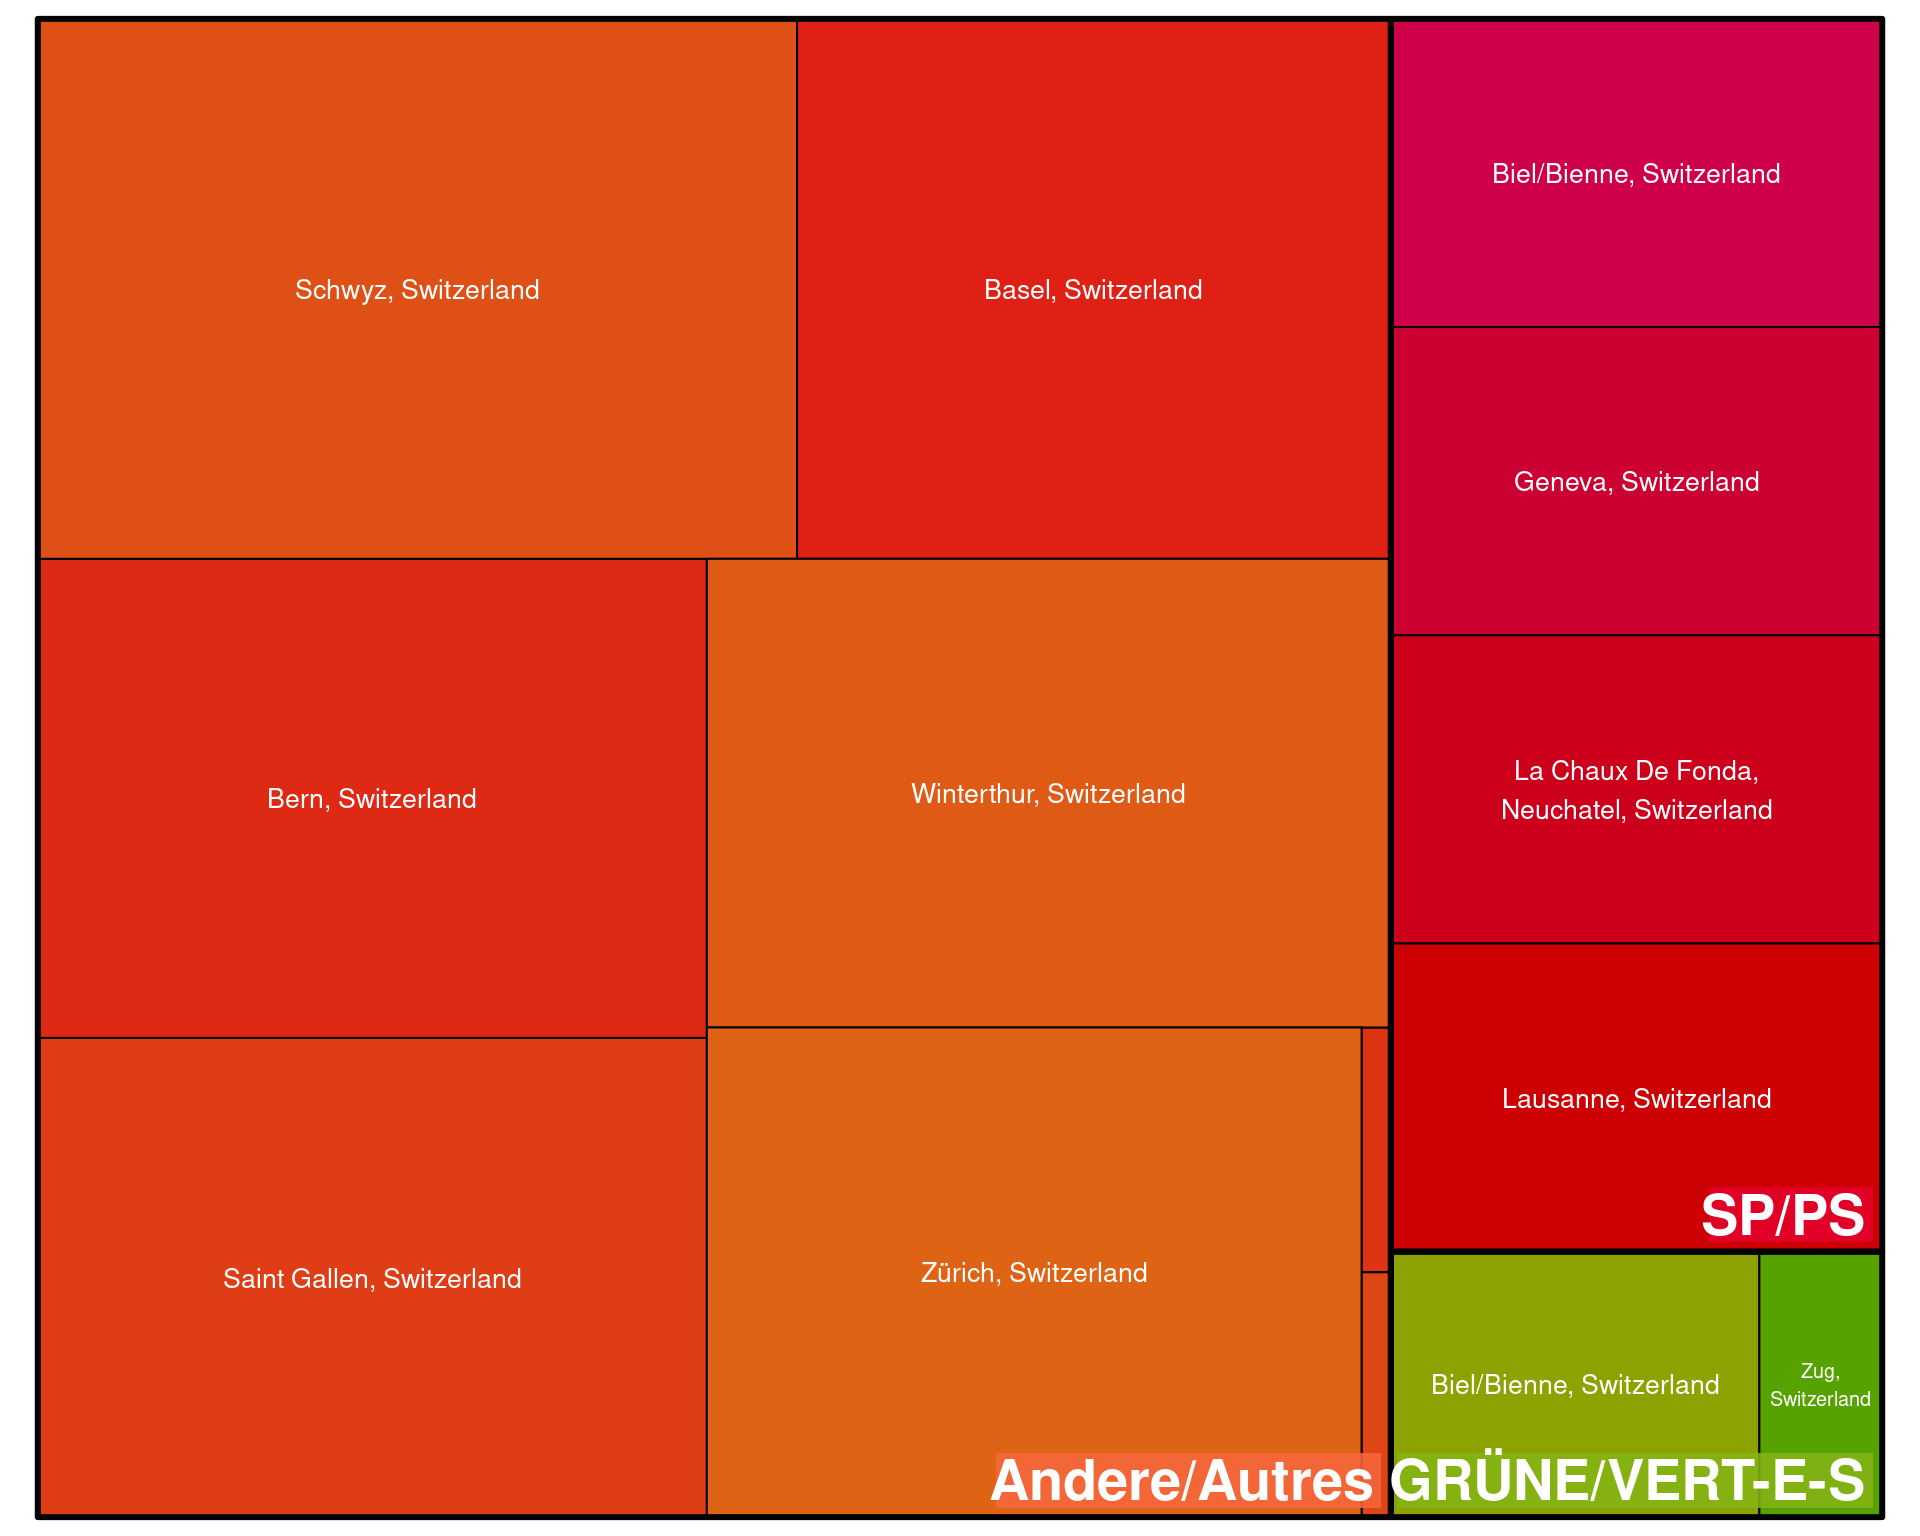 Schwyz, Switzerland
Basel, Switzerland
Bern, Switzerland
Winterthur, Switzerland
Saint Gallen, Switzerland
Zürich, Switzerland
Andere/Autres
Biel/Bienne, Switzerland
Geneva, Switzerland
La Chaux De Fonda,
Neuchatel, Switzerland
Lausanne, Switzerland
SP/PS
Biel/Bienne, Switzerland
Zug,
Switzerland
GRÜNE/VERT-E-S